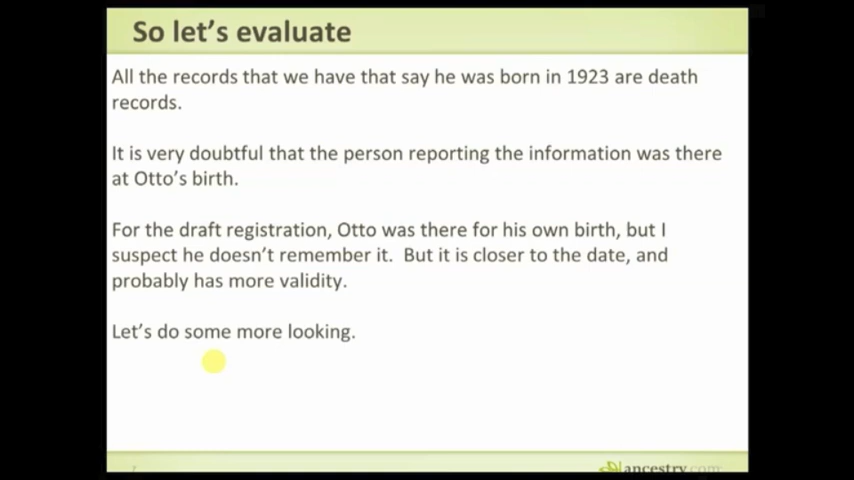 So let's evaluate
All the records that we have that say he was born in 1923 are death
records.
It is very doubtful that the person reporting the information was there
at Otto's birth.
For the draft registration, Otto was there for his own birth, but I
suspect he doesn't remember it.  But it is closer to the date, and
probably has more validity.
Let's do some more looking.
ancestry.com